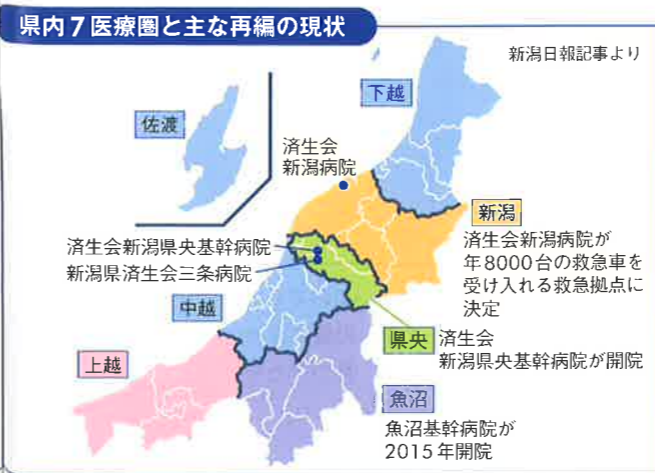 県内7医療圏と主な再編の現状
新潟日報記事より
下越
佐渡
済生会
新潟病院
新潟
済生会新潟病院が
年8000台の救急車を
受け入れる救急拠点に
決定
済生会新潟県央基幹病院
新潟県済生会三条病院
中越
県央
済生会
新潟県央基幹病院が開院
上越
魚沼
魚沼基幹病院が
2015年開院